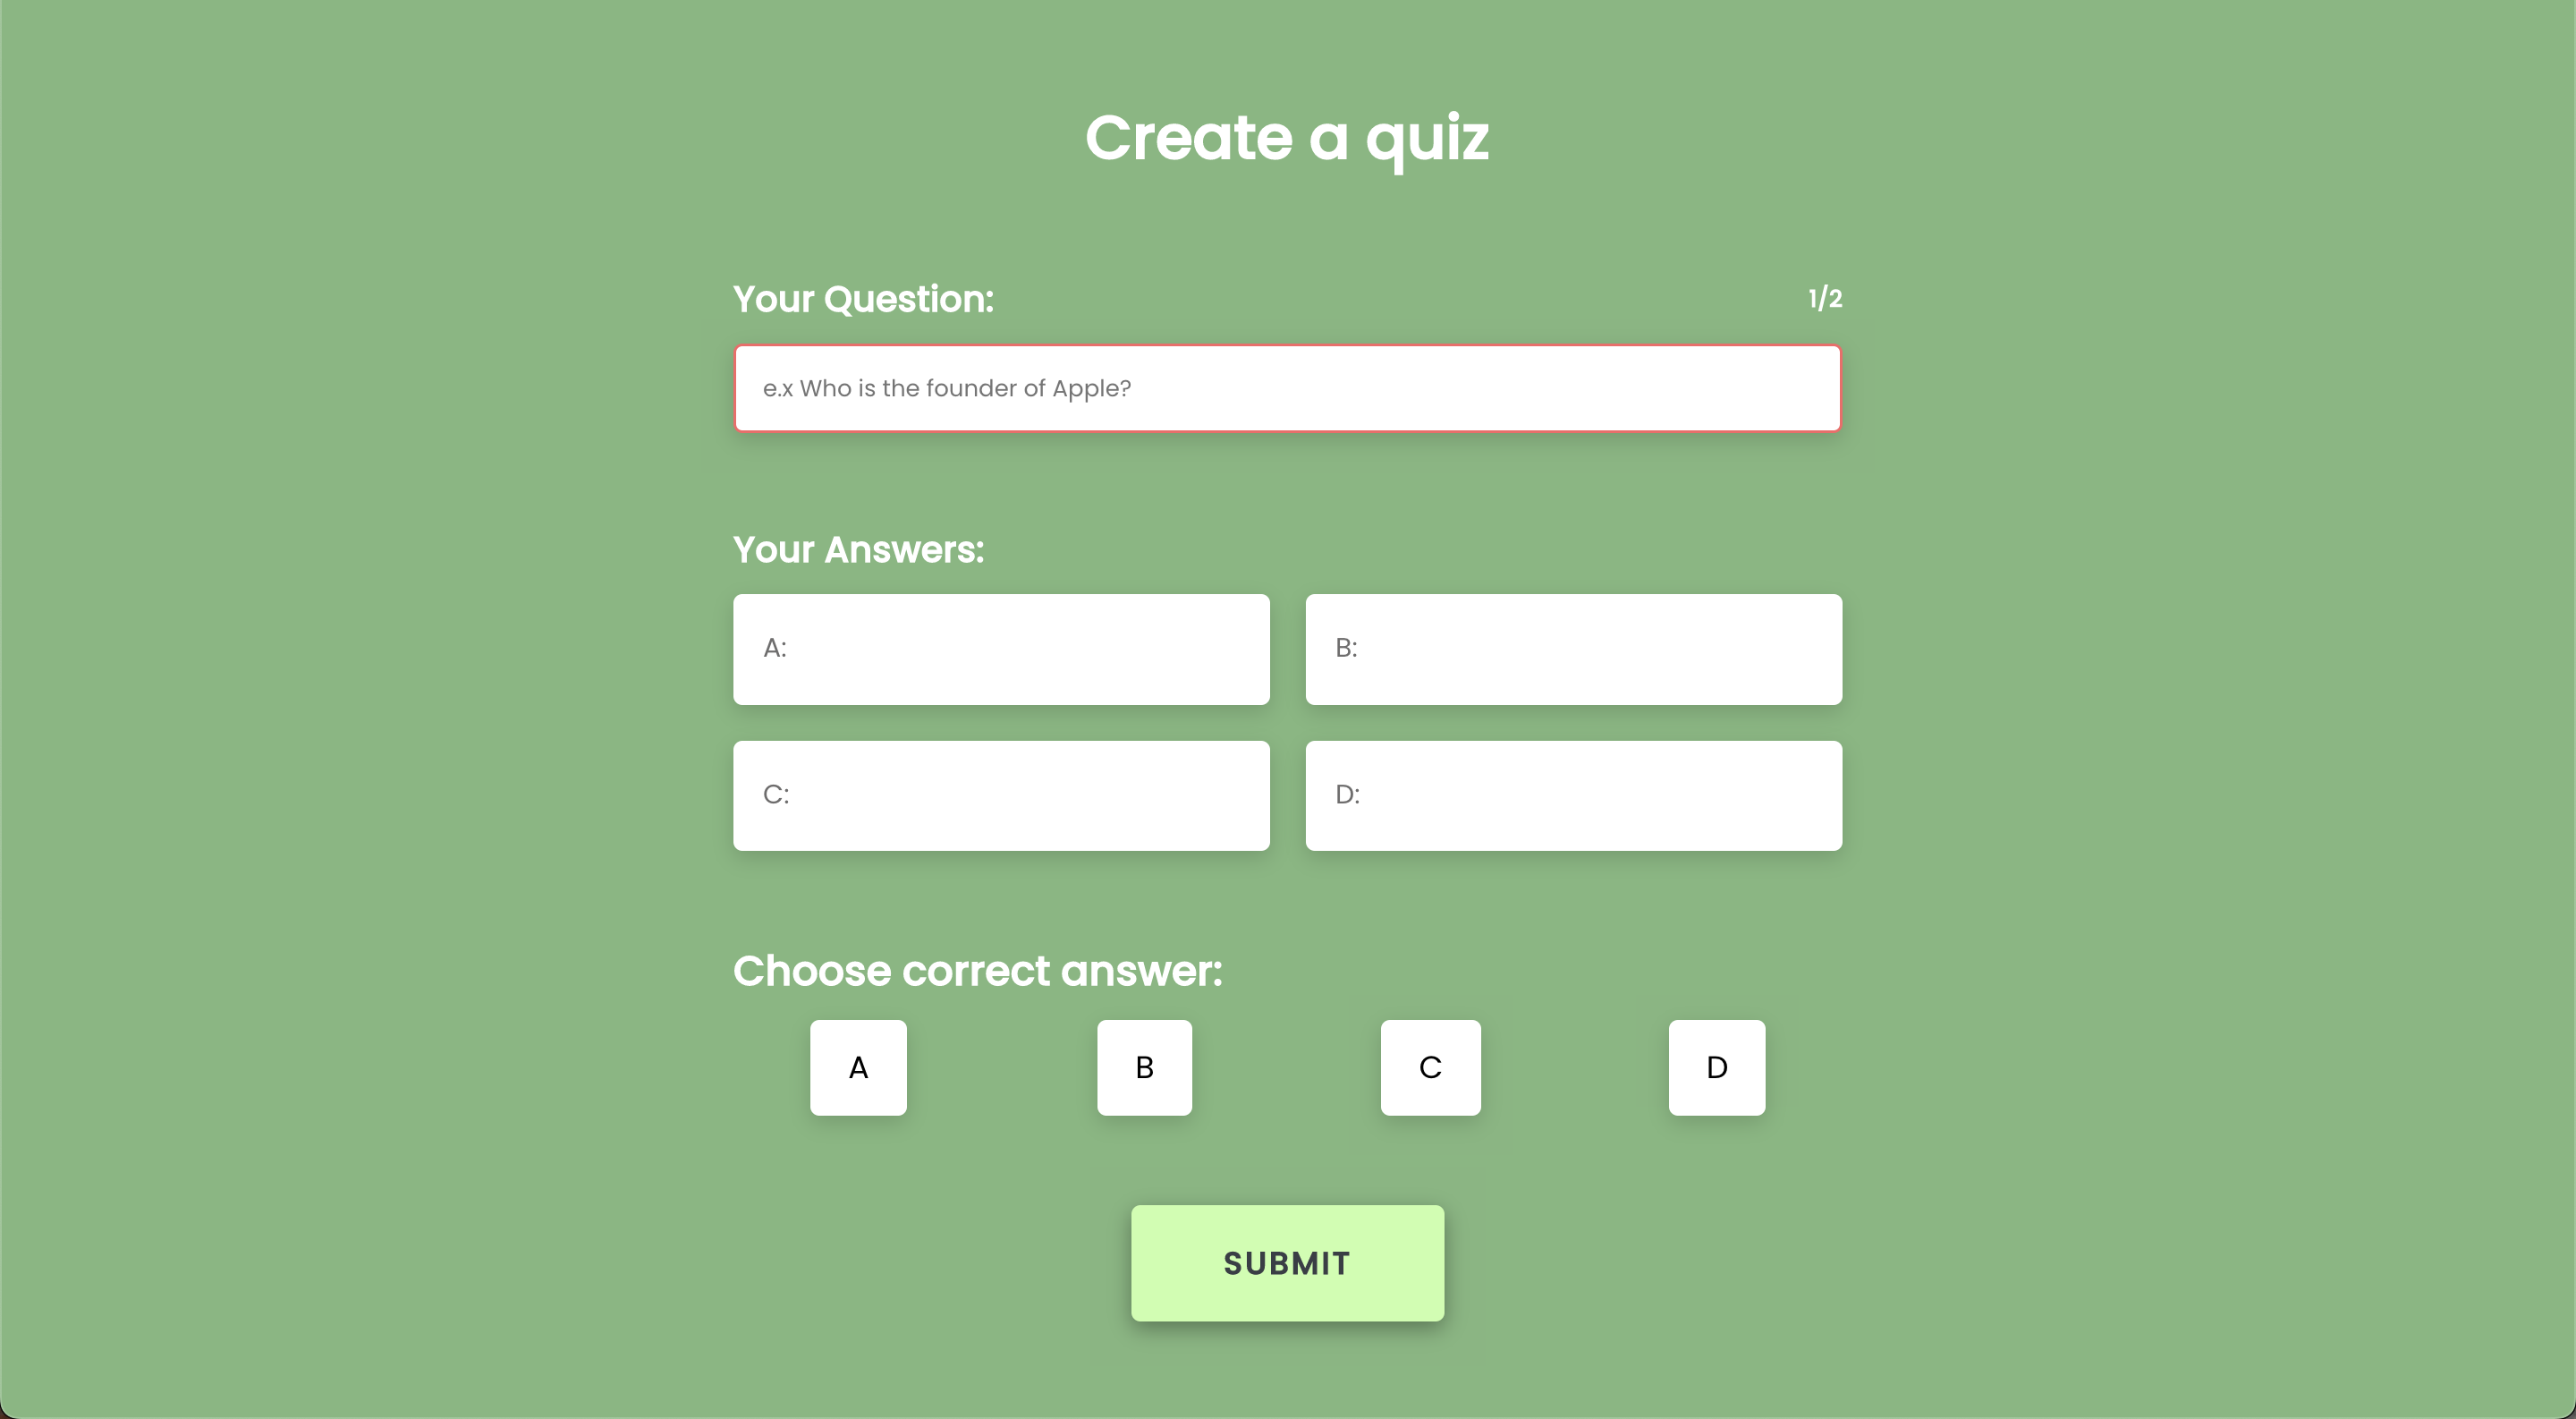 Create a quiz
Your Question: 1/2
e.x Who is the founder of Apple?
Your Answers:
A: B:
C: D:
Choose correct answer:
A B C D
SUBMIT